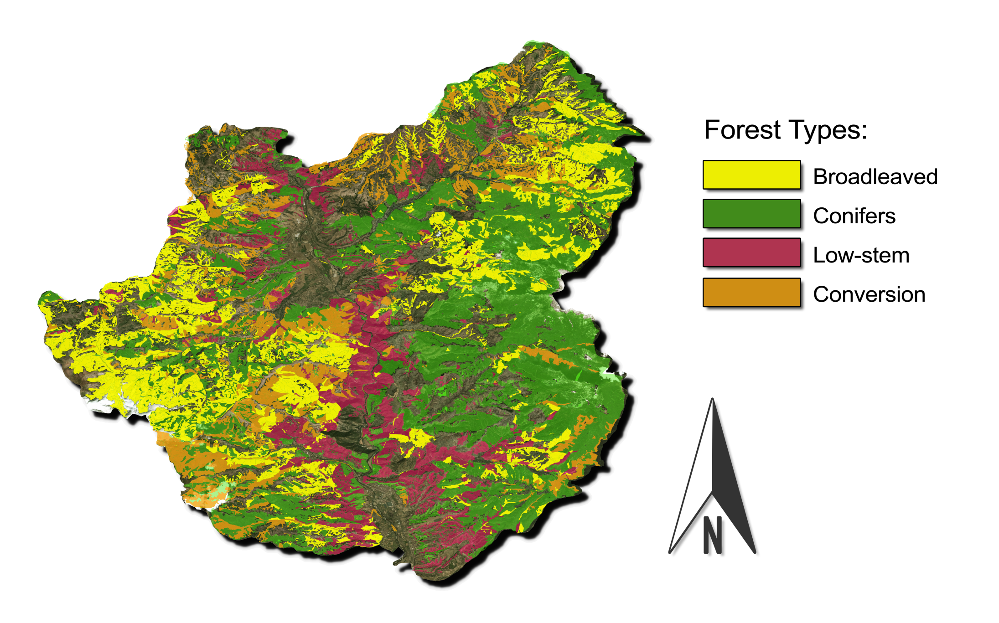 Forest Types:
Broadleaved
Conifers
Low-stem
Conversion
N